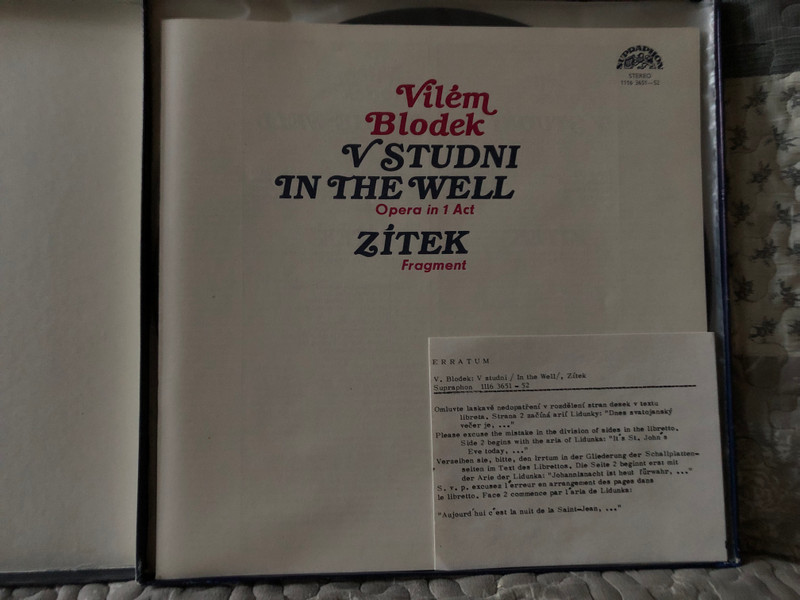 SUPRAPHON
STEREO
1116 3651-52
Vilém
Blodek
V STUDNI
IN THE WELL
Opera in 1 Act
ZÍTEK
Fragment
ERRATUM
V. Blodek: V studni /In the Well/, Zítek
Supraphon 1116 3651 - 52
Omluvte laskavě nedopatření v rozdělení stran desek v textu
libreta. Strana 2 začíná arií Lidunky: "Dnes svatojanský
večer je, ..."
Please excuse the mistake in the division of sides in the libretto.
Side 2 begins with the aria of Lidunka: "It's St. John's
Eve today, ..."
Verzeihen sie, bitte, den Irrtum in der Gliederung der Schallplatten-
seiten im Text des Librettos. Die Seite 2 beginnt erst mit
der Arie der Lidunka: "Johannisnacht ist heut fürwahr, ..."
S. v. p. excusez l'erreur en arrangement des pages dans
le libretto. Face 2 commence par l'aria de Lidunka:
"Aujourd'hui c'est la nuit de la Saint-Jean, ..."